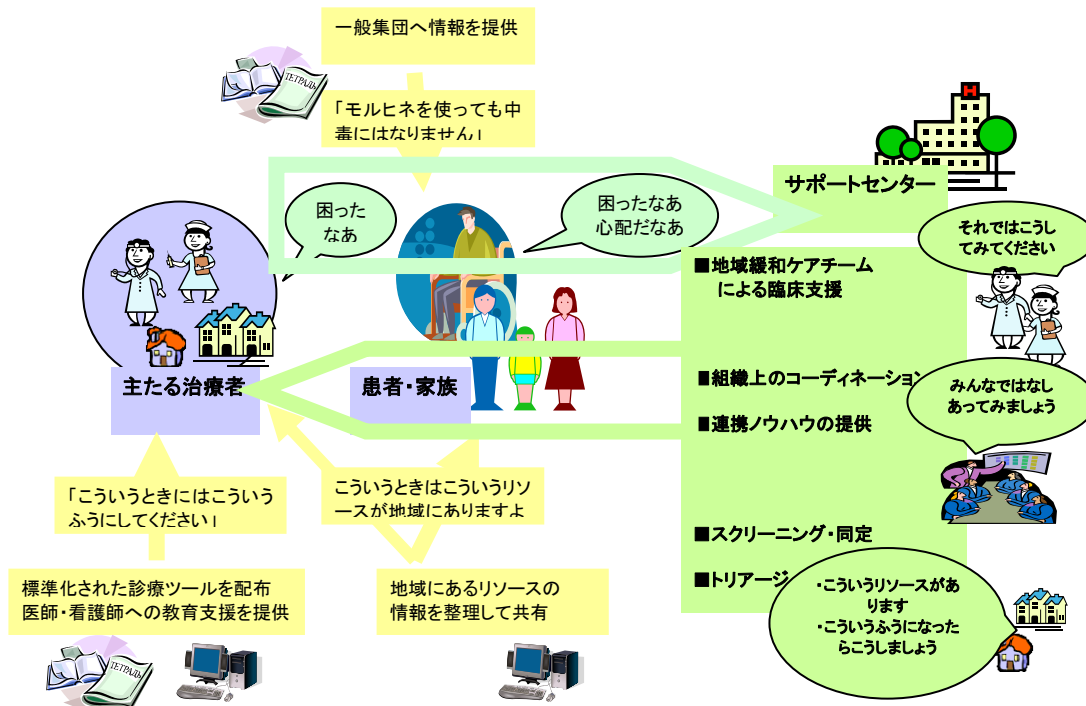 一般集団へ情報を提供
ТЕТРАДЬ
「モルヒネを使っても中
毒にはなりません」
H
サポートセンター
困った
なあ
困ったなあ
心配だなあ
それではこうし
てみてください
■地域緩和ケアチーム
による臨床支援
主たる治療者
患者・家族
■組織上のコーディネーション
みんなではなし
あってみましょう
■連携ノウハウの提供
「こういうときにはこういう
ふうにしてください」
こういうときはこういうリソ
ースが地域にありますよ
■スクリーニング・同定
■トリアージ
・こういうリソースがあ
ります
・こういうふうになった
らこうしましょう
標準化された診療ツールを配布
医師・看護師への教育支援を提供
地域にあるリソースの
情報を整理して共有
ТЕТРАДЬ